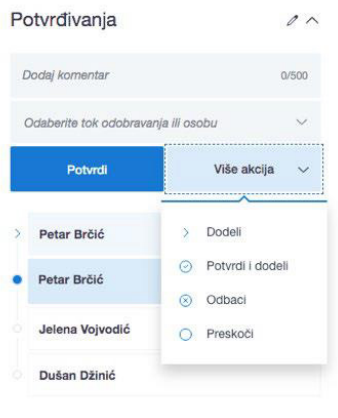 Potvrđivanja
Dodaj komentar 0/500
Odaberite tok odobravanja ili osobu
Potvrdi Više akcija
Petar Brčić Dodeli
Petar Brčić Potvrdi i dodeli
Odbaci
Jelena Vojvodić Preskoči
Dušan Džinić